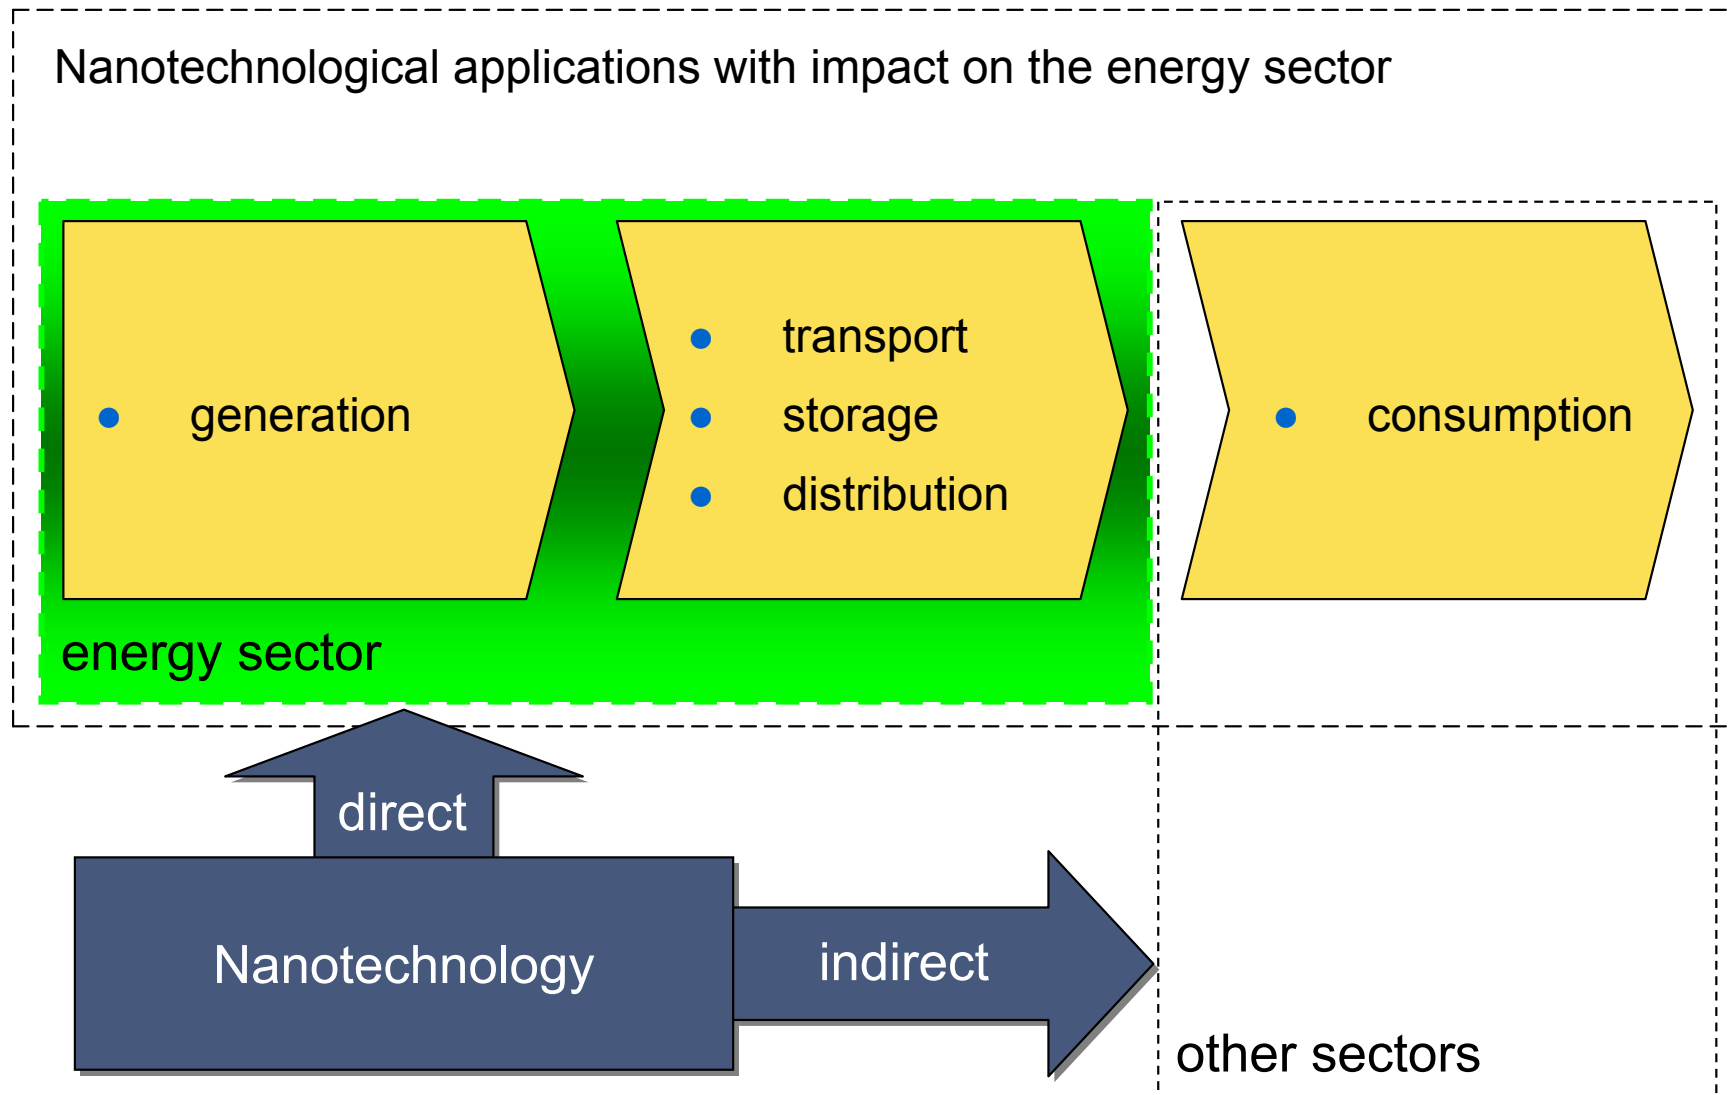 Nanotechnological applications with impact on the energy sector
generation
transport
storage
distribution
consumption
energy sector
direct
Nanotechnology
indirect
other sectors